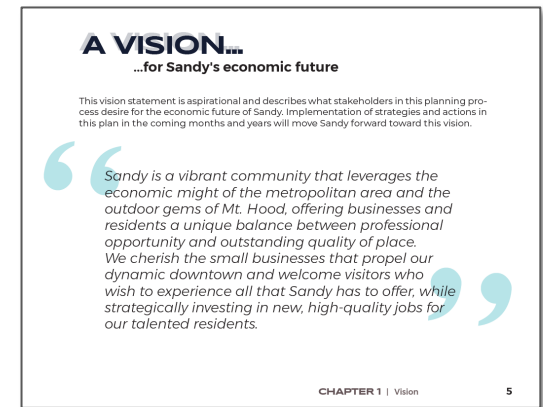 A VISION...
...for Sandy's economic future
This vision statement is aspirational and describes what stakeholders in this planning pro-
cess desire for the economic future of Sandy. Implementation of strategies and actions in
this plan in the coming months and years will move Sandy forward toward this vision.
“
Sandy is a vibrant community that leverages the
economic might of the metropolitan area and the
outdoor gems of Mt. Hood, offering businesses and
residents a unique balance between professional
opportunity and outstanding quality of place.
We cherish the small businesses that propel our
dynamic downtown and welcome visitors who
wish to experience all that Sandy has to offer, while
strategically investing in new, high-quality jobs for
our talented residents.
”
CHAPTER 1 | Vision 5